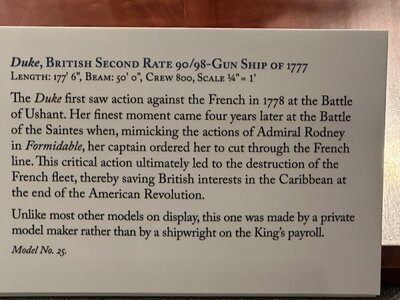 Duke, British Second Rate 90/98-Gun Ship of 1777
Length: 177' 6", Beam: 50' 0", Crew 800, Scale ¼" = 1'
The Duke first saw action against the French in 1778 at the Battle
of Ushant. Her finest moment came four years later at the Battle
of the Saintes when, mimicking the actions of Admiral Rodney
in Formidable, her captain ordered her to cut through the French
line. This critical action ultimately led to the destruction of the
French fleet, thereby saving British interests in the Caribbean at
the end of the American Revolution.
Unlike most other models on display, this one was made by a private
model maker rather than by a shipwright on the King's payroll.
Model No. 25.